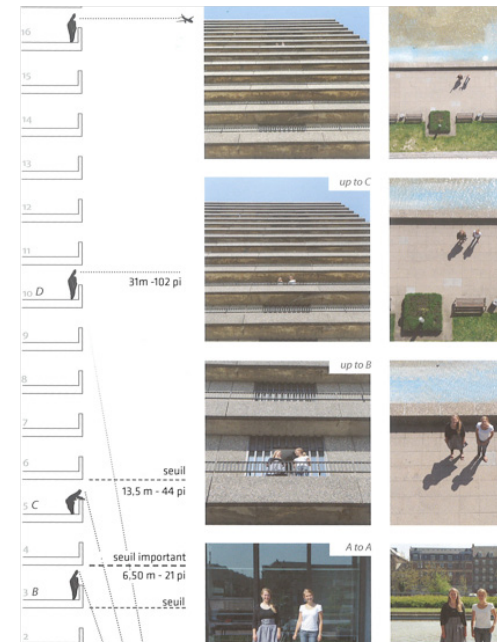 16
15
14
13
12
11
up to C
31m -102 pi
10 D
9
8
7
up to B
6
seuil
13,5 m - 44 pi
5 C
4
seuil important
A to A
6,50 m - 21 pi
3 B
seuil
2